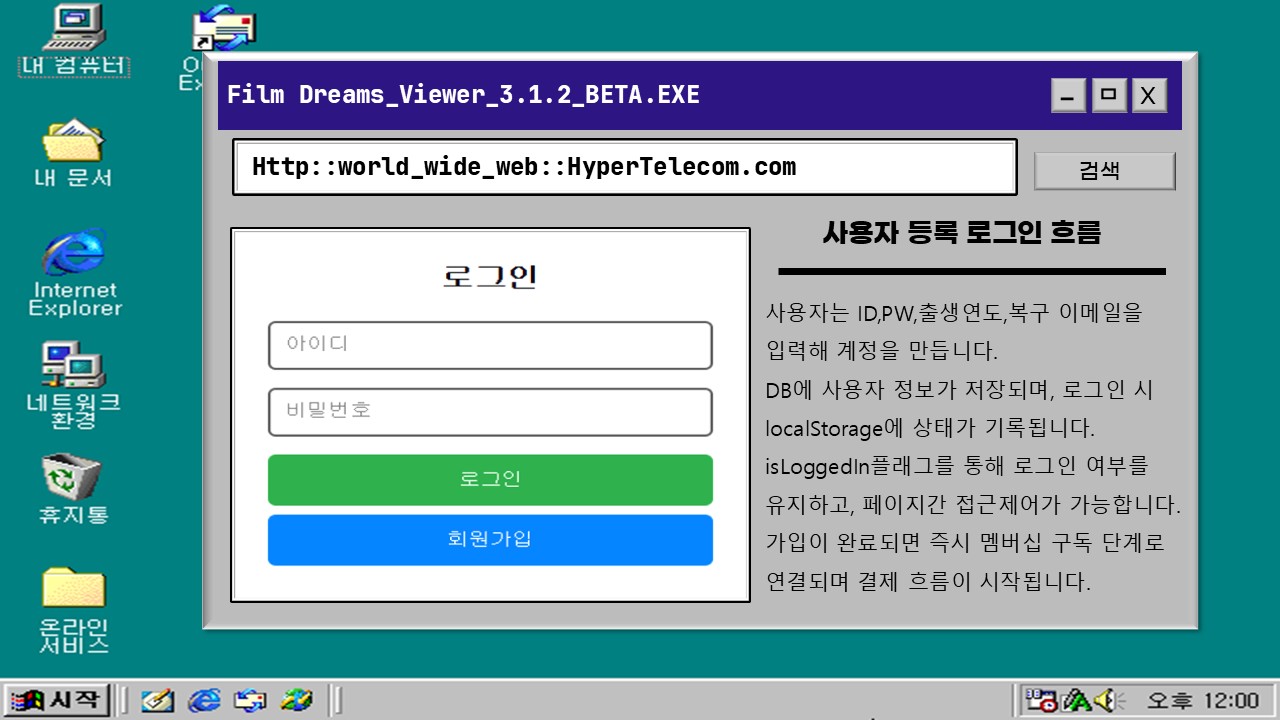 내 컴퓨터
O
Ex
내 문서
Internet
Explorer
네트워크
환경
휴지통
온라인
서비스
Film Dreams_Viewer_3.1.2_BETA.EXE
X
Http::world_wide_web::HyperTelecom.com
검색
로그인
아이디
비밀번호
로그인
회원가입
사용자 등록 로그인 흐름
사용자는 ID,PW,출생연도,복구 이메일을
입력해 계정을 만듭니다.
DB에 사용자 정보가 저장되며, 로그인 시
localStorage에 상태가 기록됩니다.
isLoggedIn플래그를 통해 로그인 여부를
유지하고, 페이지간 접근제어가 가능합니다.
가입이 완료되면 즉시 멤버십 구독 단계로
연결되며 결제 흐름이 시작됩니다.
시작
오후 12:00